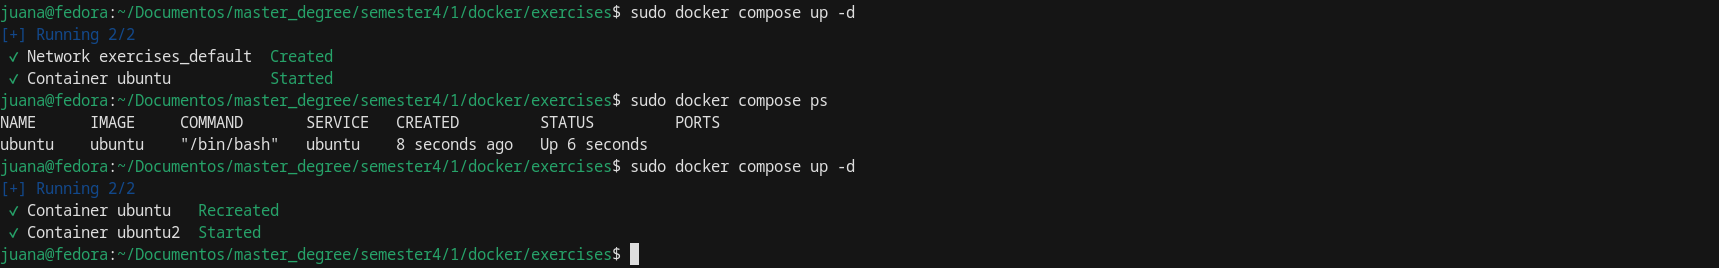 juana@fedora:~/Documentos/master_degree/semester4/1/docker/exercises$ sudo docker compose up -d
[+] Running 2/2
✓ Network exercises_default  Created
✓ Container ubuntu           Started
juana@fedora:~/Documentos/master_degree/semester4/1/docker/exercises$ sudo docker compose ps
NAME      IMAGE     COMMAND       SERVICE   CREATED         STATUS         PORTS
ubuntu    ubuntu    "/bin/bash"   ubuntu    8 seconds ago   Up 6 seconds
juana@fedora:~/Documentos/master_degree/semester4/1/docker/exercises$ sudo docker compose up -d
[+] Running 2/2
✓ Container ubuntu   Recreated
✓ Container ubuntu2  Started
juana@fedora:~/Documentos/master_degree/semester4/1/docker/exercises$